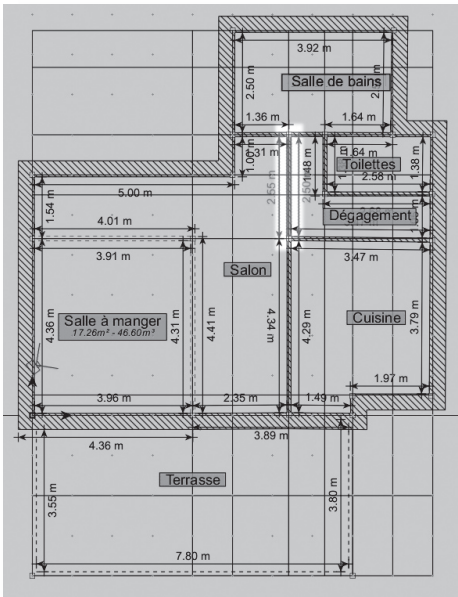 3.92 m
2.50 m
Salle de bains
1.36 m
1.64 m
1.31 m
1.64 m
1.00 m
2.55 m
2.50 m
1.48 m
Toilettes
1.38 m
2.58 m
5.00 m
1.54 m
Dégagement
4.01 m
3.91 m
3.47 m
Salon
4.36 m
Salle à manger
17.26m² - 46.60m³
4.31 m
4.41 m
4.34 m
4.29 m
Cuisine
3.79 m
1.97 m
3.96 m
2.35 m
1.49 m
4.36 m
3.89 m
3.55 m
Terrasse
3.80 m
7.80 m